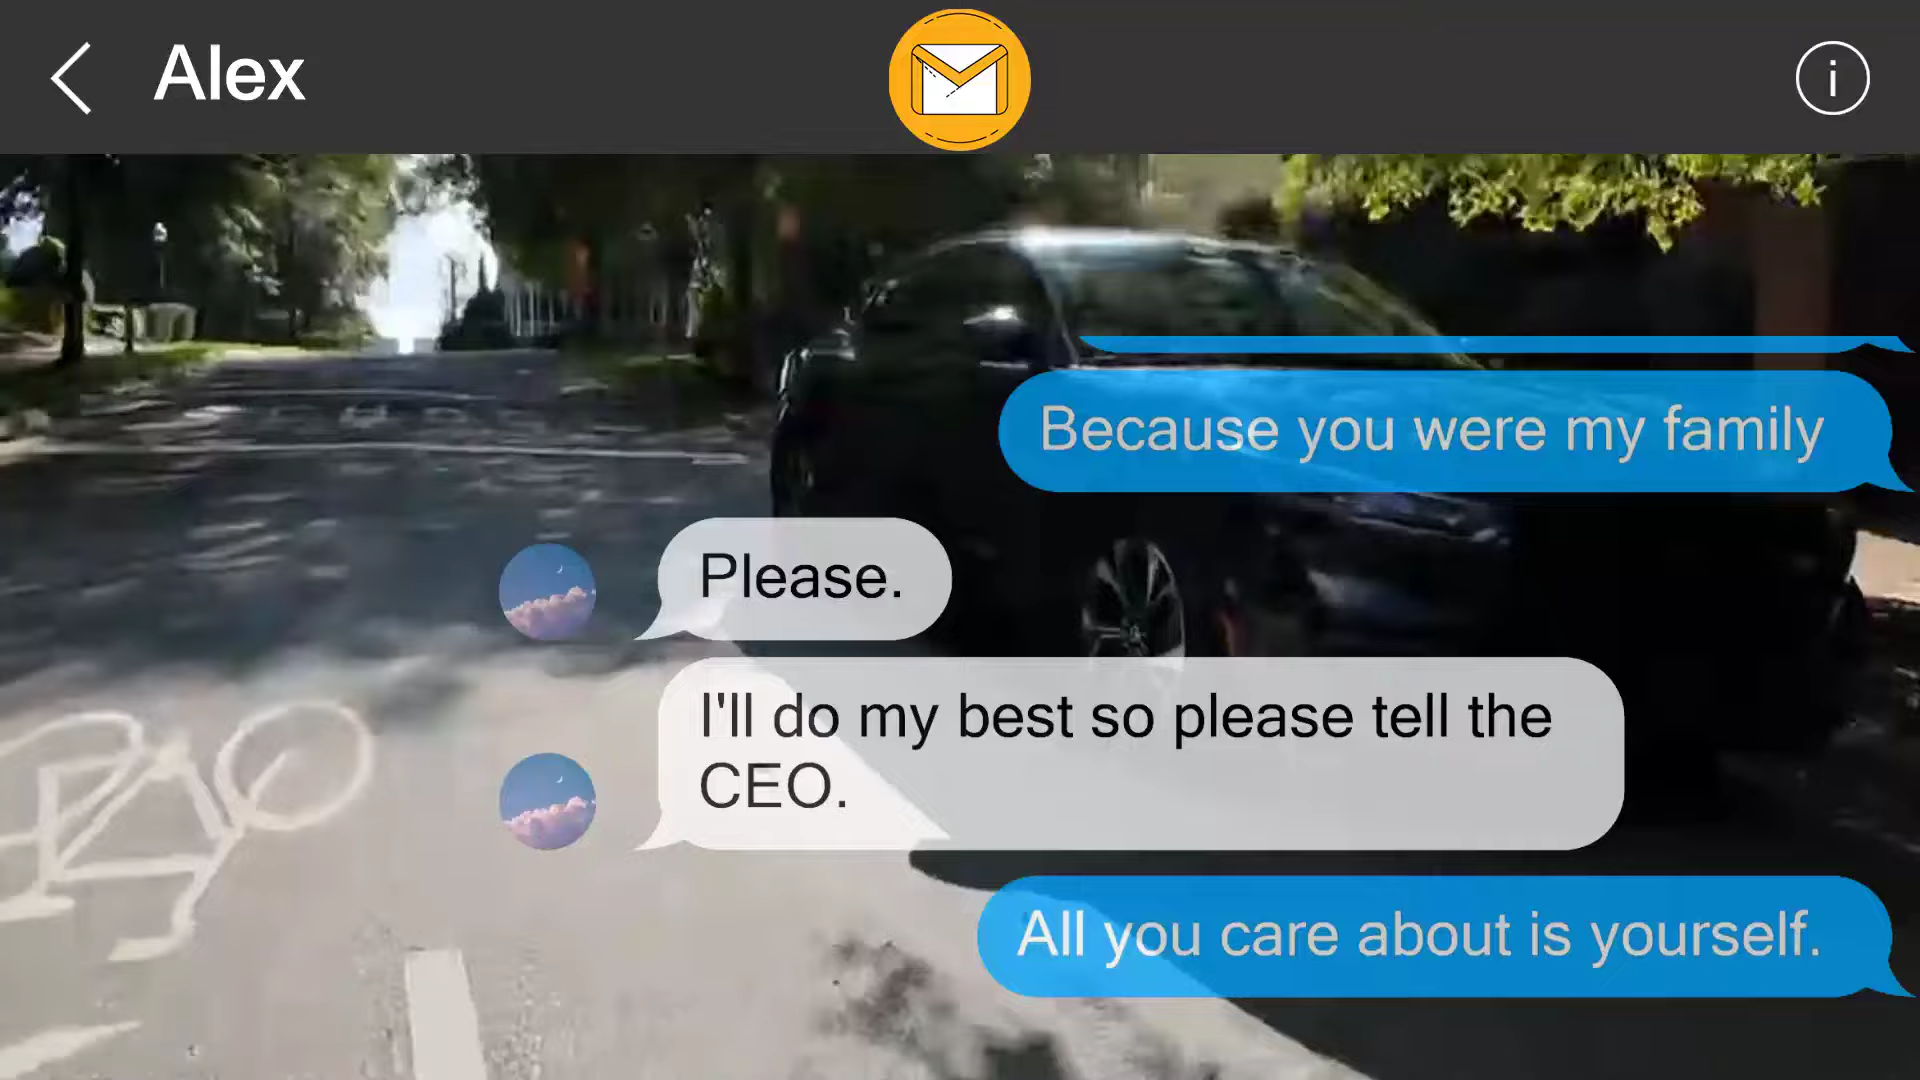 Alex
Because you were my family
Please.
I'll do my best so please tell the
CEO.
All you care about is yourself.